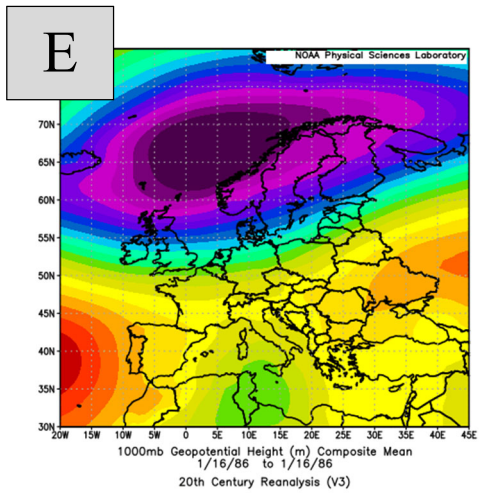 E
NOAA Physical Sciences Laboratory
70N
65N
60N
55N
50N
45N
40N
35N
30N
20W 15W 10W 5W 0 5E 10E 15E 20E 25E 30E 35E 40E 45E
1000mb Geopotential Height (m) Composite Mean
1/16/86 to 1/16/86
20th Century Reanalysis (V3)